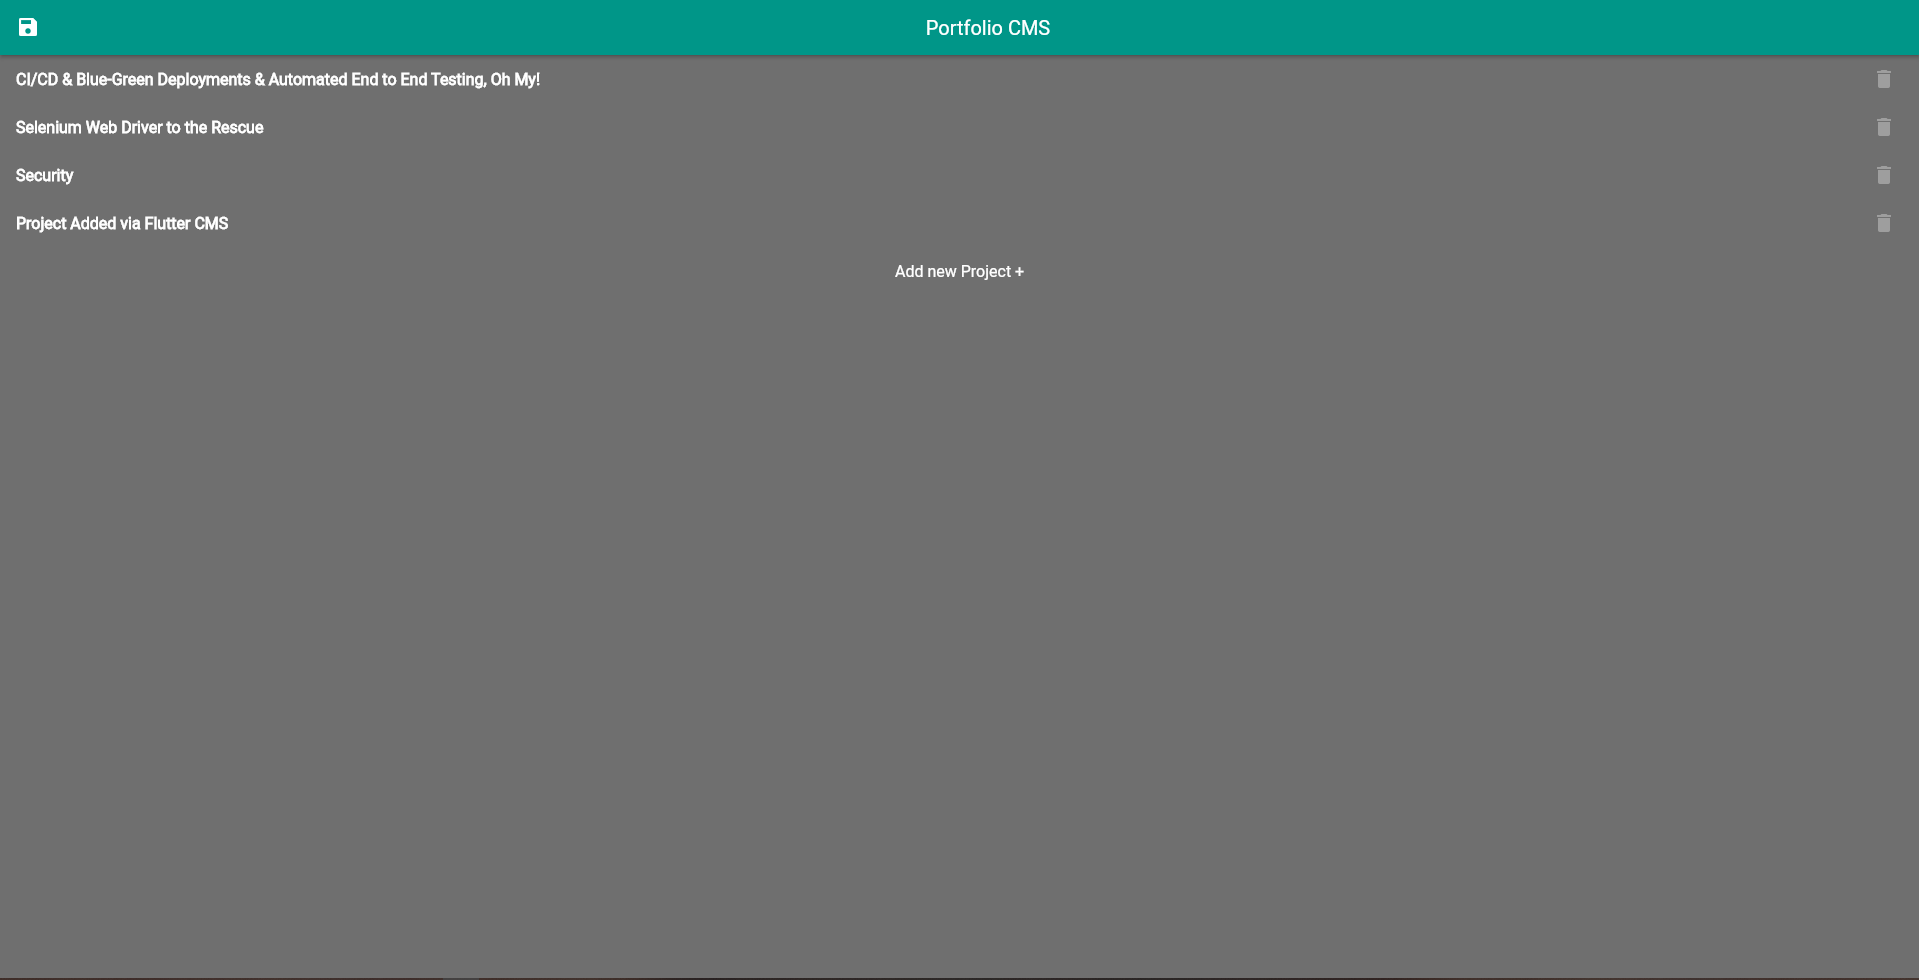 Portfolio CMS
CI/CD & Blue-Green Deployments & Automated End to End Testing, Oh My!
Selenium Web Driver to the Rescue
Security
Project Added via Flutter CMS
Add new Project +